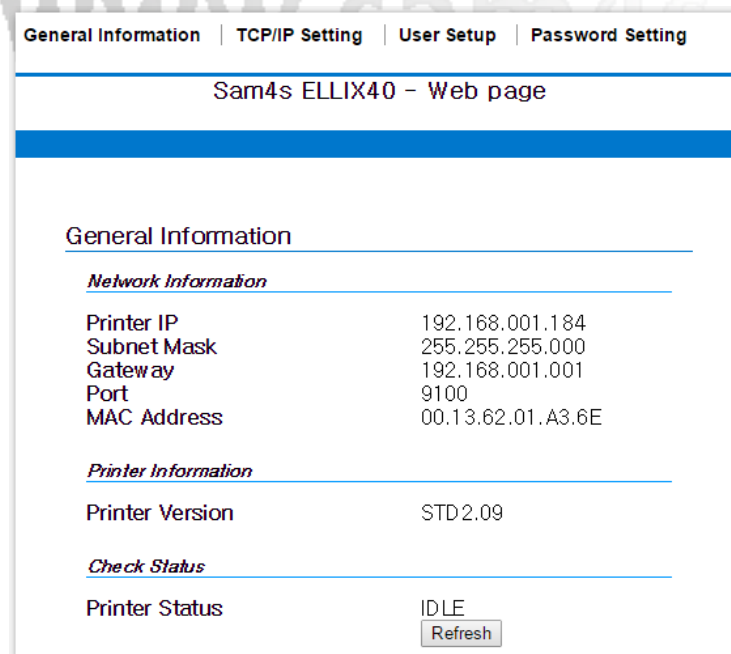 General Information | TCP/IP Setting | User Setup | Password Setting
Sam4s ELLIX40 - Web page
General Information
Network Information
Printer IP 192.168.001.184
Subnet Mask 255.255.255.000
Gateway 192.168.001.001
Port 9100
MAC Address 00.13.62.01.A3.6E
Printer Information
Printer Version STD2.09
Check Status
Printer Status IDLE
Refresh